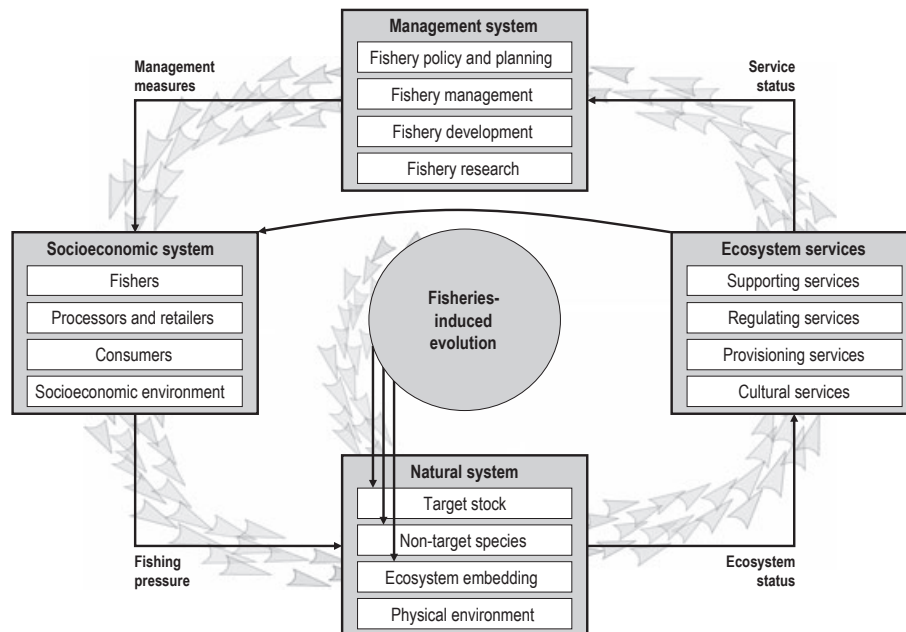 Management system
Fishery policy and planning
Fishery management
Fishery development
Fishery research
Management
measures
Service
status
Socioeconomic system
Fishers
Processors and retailers
Consumers
Socioeconomic environment
Fisheries-
induced
evolution
Ecosystem services
Supporting services
Regulating services
Provisioning services
Cultural services
Natural system
Target stock
Non-target species
Ecosystem embedding
Physical environment
Fishing
pressure
Ecosystem
status